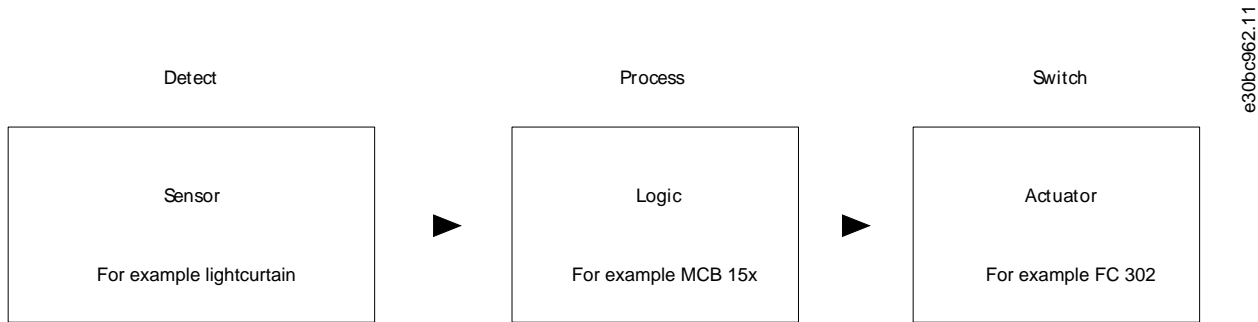 Detect
Process
Switch
Sensor
For example lightcurtain
Logic
For example MCB 15x
Actuator
For example FC 302
e30bc962.11